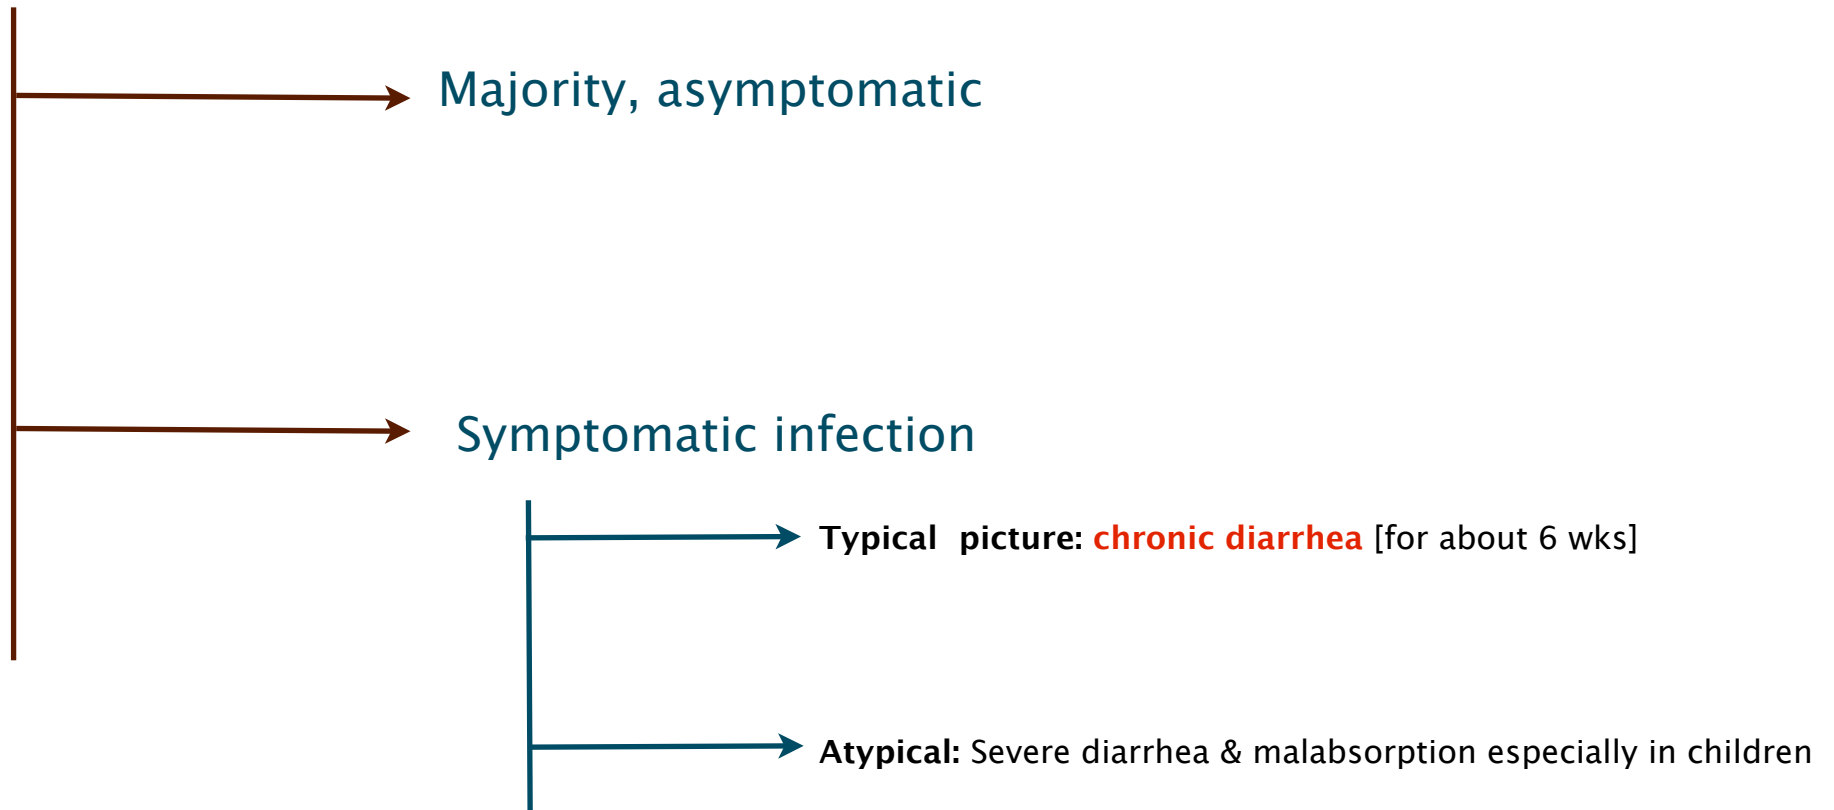 Majority, asymptomatic
Symptomatic infection
Typical picture: chronic diarrhea [for about 6 wks]
Atypical: Severe diarrhea & malabsorption especially in children